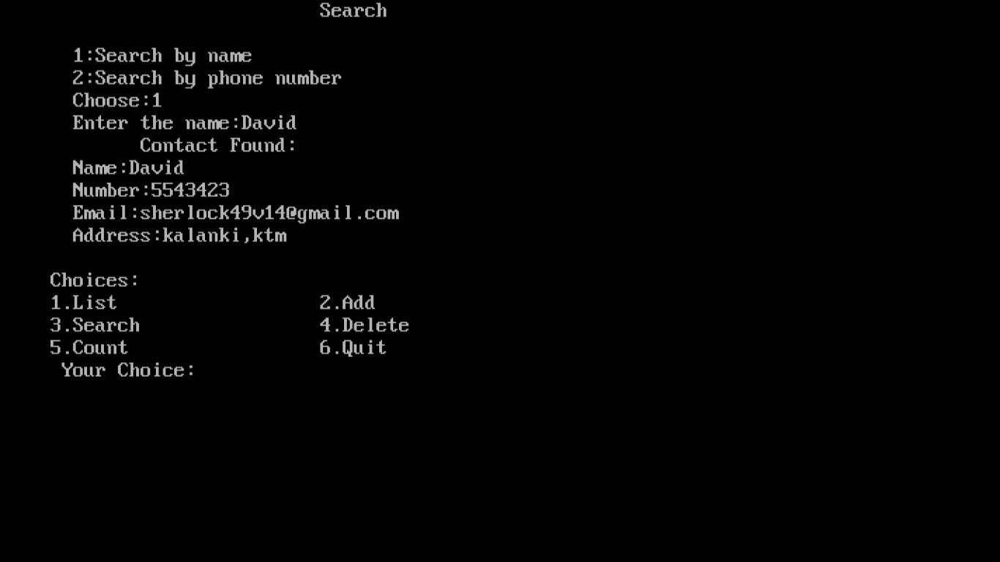 Search
1:Search by name
2:Search by phone number
Choose:1
Enter the name:David
Contact Found:
Name:David
Number:5543423
Email:sherlock49v14@gmail.com
Address:kalanki,ktm
Choices:
1.List 2.Add
3.Search 4.Delete
5.Count 6.Quit
Your Choice: